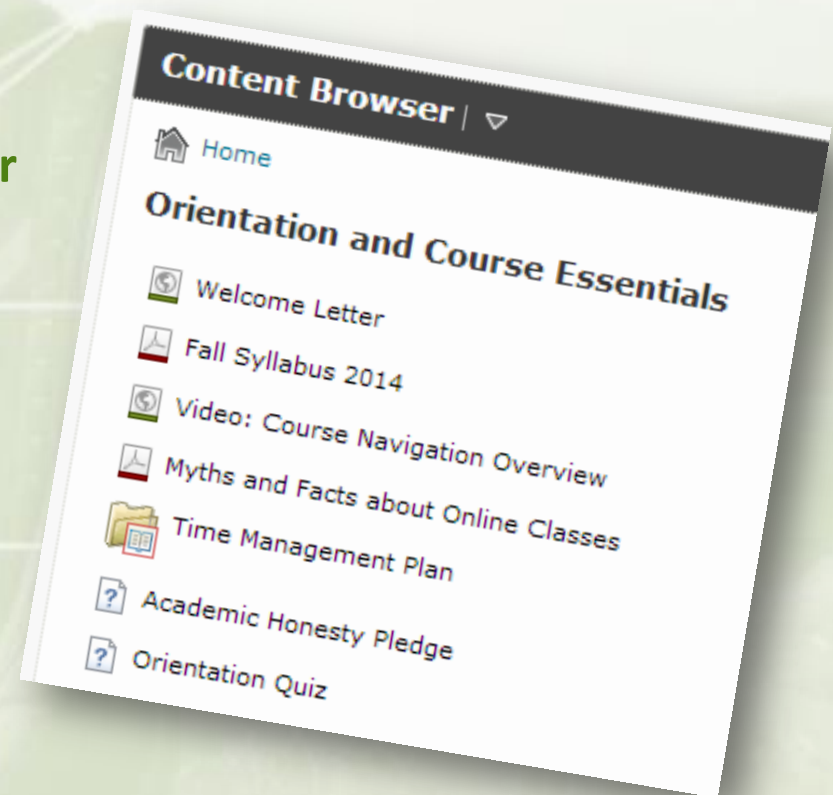 r
Content Browser |
Home
Orientation and Course Essentials
Welcome Letter
Fall Syllabus 2014
Video: Course Navigation Overview
Myths and Facts about Online Classes
Time Management Plan
? Academic Honesty Pledge
? Orientation Quiz